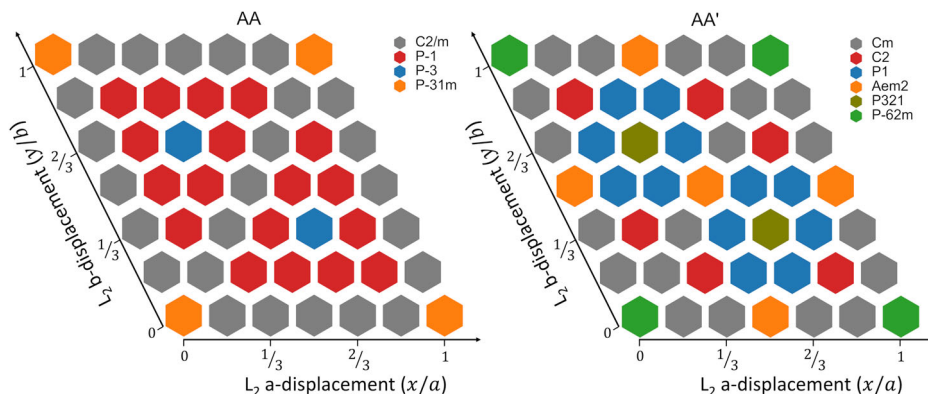 AA
C2/m
P-1
P-3
P-31m
1
2/3
1/3
0
L₂ b-displacement (y/b)
0
1/3
2/3
1
L₂ a-displacement (x/a)
AA'
Cm
C2
P1
Aem2
P321
P-62m
1
2/3
1/3
0
L₂ b-displacement (y/b)
0
1/3
2/3
1
L₂ a-displacement (x/a)